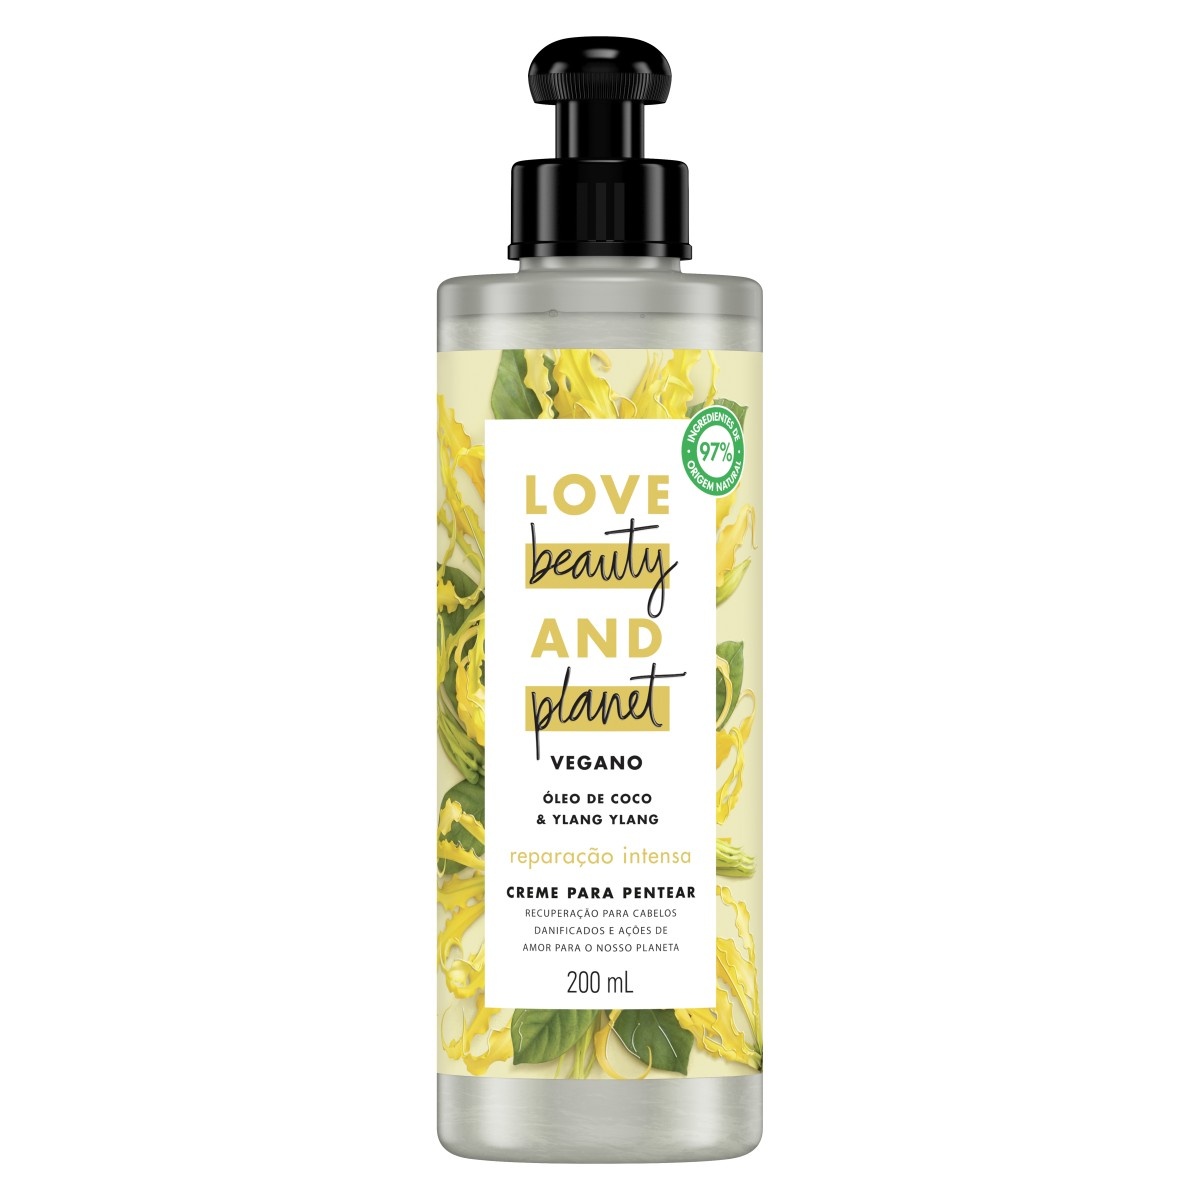 INGREDIENTES DE
97%
ORIGEM NATURAL
LOVE
beauty
AND
planet
VEGANO
ÓLEO DE COCO
& YLANG YLANG
reparação intensa
CREME PARA PENTEAR
RECUPERAÇÃO PARA CABELOS
DANIFICADOS E AÇÕES DE
AMOR PARA O NOSSO PLANETA
200 mL